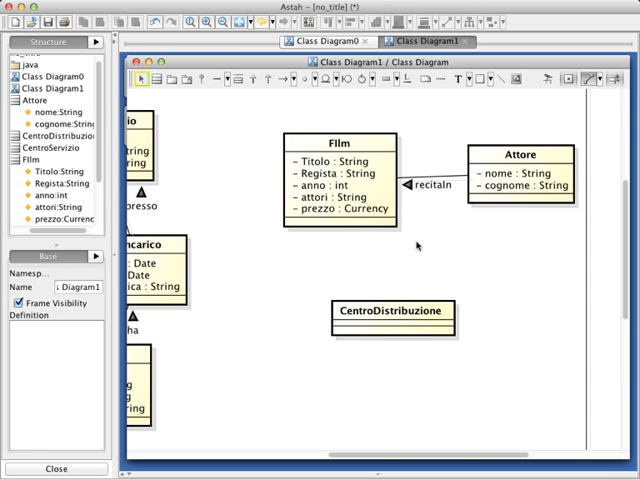 Astah - [no_title] (*)
Structure
java
Class Diagram0
Class Diagram1
Attore
nome:String
cognome:String
CentroDistribuzio
CentroServizio
FIlm
Titolo:String
Regista:String
anno:int
attori:String
prezzo:Currenc
Base
Namesp...
Name
Diagram1
Frame Visibility
Definition
Close
Class Diagram0
Class Diagram1
Class Diagram1 / Class Diagram
T
io
tring
ring
presso
ncarico
: Date
Date
ica : String
ha
g
ng
g
ring
FIlm
- Titolo : String
- Regista : String
- anno : int
- attori : String
- prezzo : Currency
recitaIn
Attore
- nome : String
- cognome : String
CentroDistribuzione